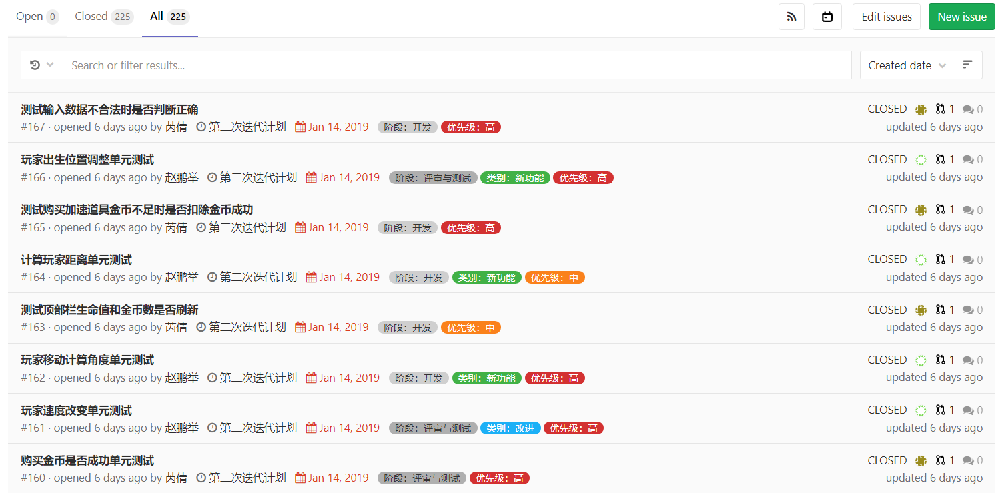 Open 0 Closed 225 All 225 Edit issues New issue
Search or filter results... Created date
测试输入数据不合法时是否判断正确 CLOSED 1 0
#167 · opened 6 days ago by 芮倩 第二次迭代计划 Jan 14, 2019 阶段：开发 优先级：高 updated 6 days ago
玩家出生位置调整单元测试 CLOSED 1 0
#166 · opened 6 days ago by 赵鹏举 第二次迭代计划 Jan 14, 2019 阶段：评审与测试 类别：新功能 优先级：高 updated 6 days ago
测试购买加速道具金币不足时是否扣除金币成功 CLOSED 1 0
#165 · opened 6 days ago by 芮倩 第二次迭代计划 Jan 14, 2019 阶段：开发 优先级：高 updated 6 days ago
计算玩家距离单元测试 CLOSED 1 0
#164 · opened 6 days ago by 赵鹏举 第二次迭代计划 Jan 14, 2019 阶段：开发 类别：新功能 优先级：中 updated 6 days ago
测试顶部栏生命值和金币数是否刷新 CLOSED 1 0
#163 · opened 6 days ago by 芮倩 第二次迭代计划 Jan 14, 2019 阶段：开发 优先级：中 updated 6 days ago
玩家移动计算角度单元测试 CLOSED 1 0
#162 · opened 6 days ago by 赵鹏举 第二次迭代计划 Jan 14, 2019 阶段：开发 类别：新功能 优先级：高 updated 6 days ago
玩家速度改变单元测试 CLOSED 1 0
#161 · opened 6 days ago by 赵鹏举 第二次迭代计划 Jan 14, 2019 阶段：评审与测试 类别：改进 优先级：高 updated 6 days ago
购买金币是否成功单元测试 CLOSED 1 0
#160 · opened 6 days ago by 芮倩 第二次迭代计划 Jan 14, 2019 阶段：评审与测试 优先级：高 updated 6 days ago